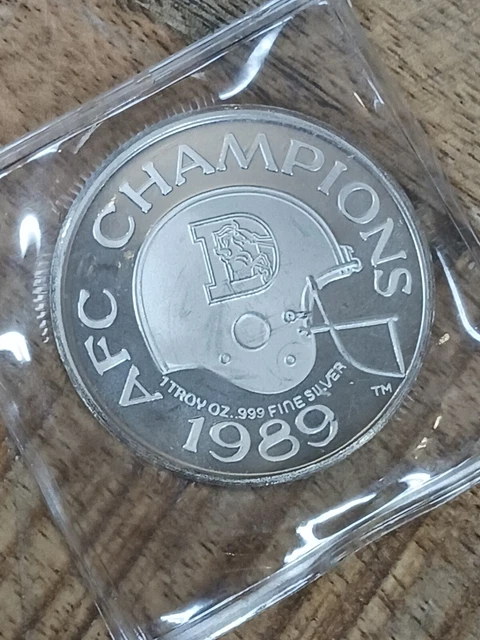 AFC CHAMPIONS
D
1 TROY OZ. .999 FINE SILVER
TM
1989